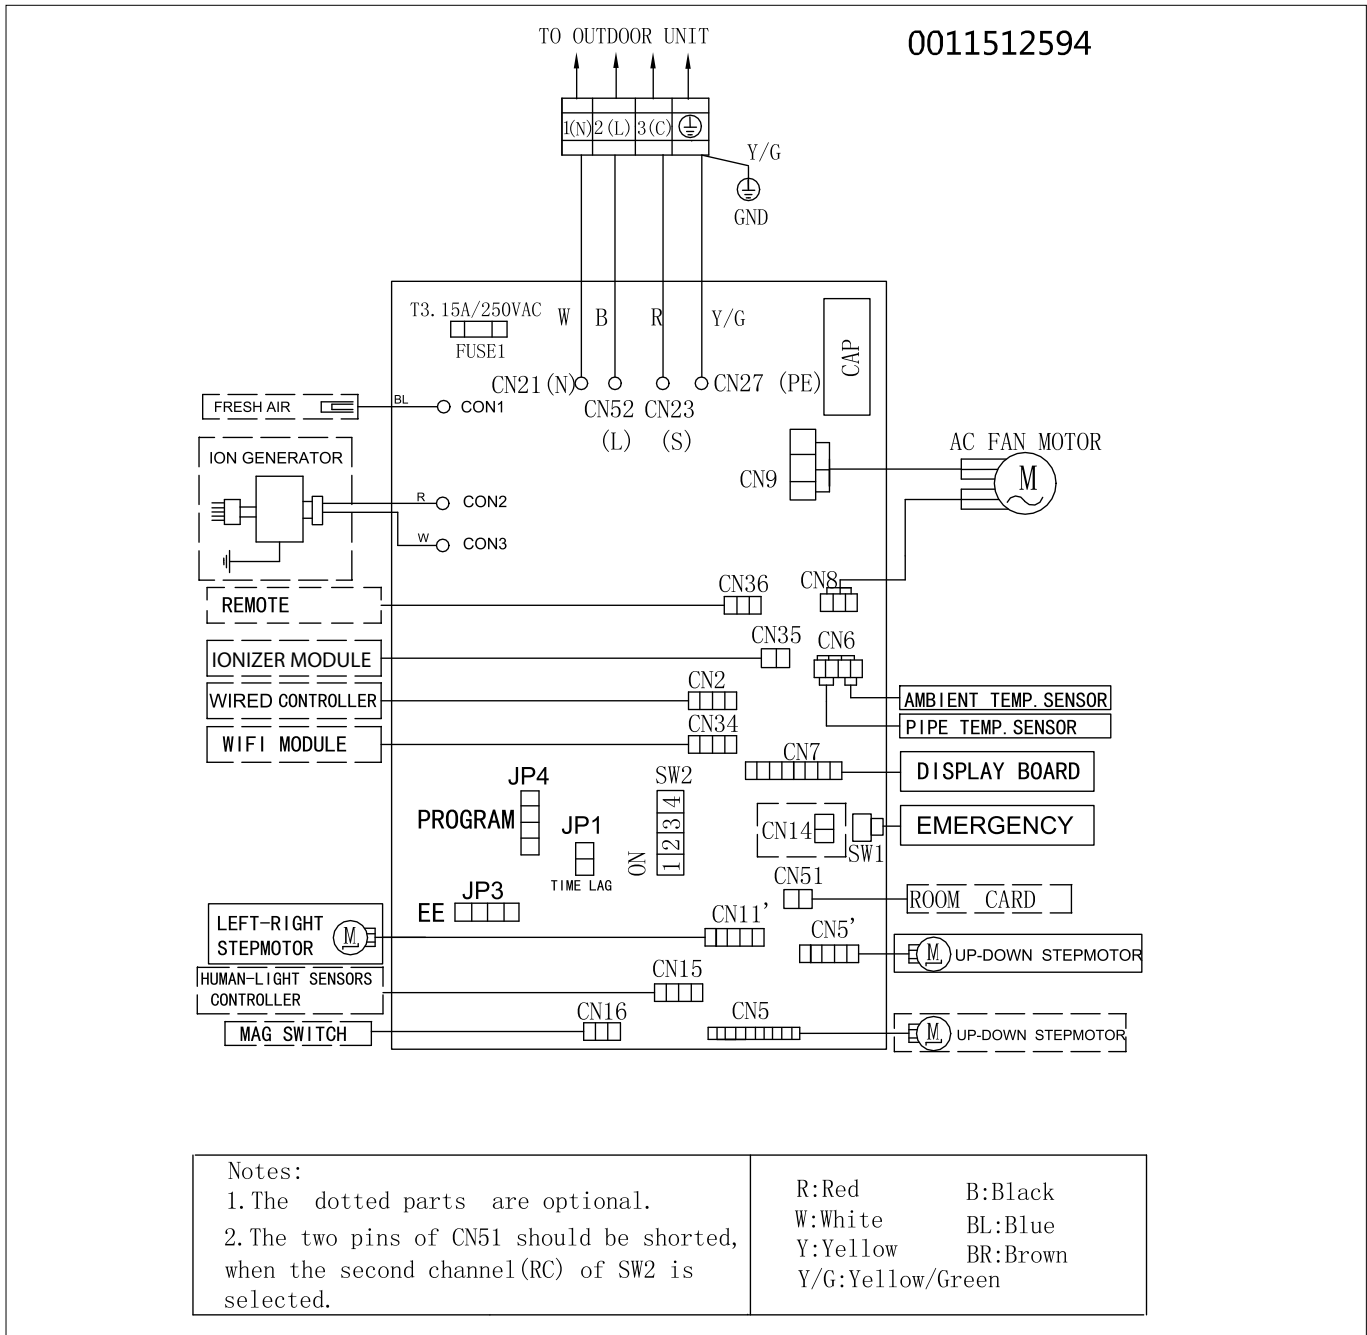 TO OUTDOOR UNIT
0011512594
1(N) 2(L) 3(C)
Y/G
GND
T3.15A/250VAC
FUSE1
W B R Y/G
CAP
CN21(N)
CN52
(L)
CN23
(S)
CN27 (PE)
FRESH AIR
BL
CON1
ION GENERATOR
R
CON2
W
CON3
CN9
AC FAN MOTOR
M
REMOTE
CN36
CN8
IONIZER MODULE
CN35
CN6
WIRED CONTROLLER
CN2
AMBIENT TEMP. SENSOR
PIPE TEMP. SENSOR
WIFI MODULE
CN34
CN7
DISPLAY BOARD
JP4
PROGRAM
JP1
TIME LAG
SW2
ON
1 2 3 4
CN14
SW1
EMERGENCY
CN51
ROOM CARD
JP3
EE
LEFT-RIGHT
STEPMOTOR
M
CN11'
CN5'
M
UP-DOWN STEPMOTOR
HUMAN-LIGHT SENSORS
CONTROLLER
CN15
MAG SWITCH
CN16
CN5
M
UP-DOWN STEPMOTOR
Notes:
1.The dotted parts are optional.
2.The two pins of CN51 should be shorted,
when the second channel(RC) of SW2 is
selected.
R:Red B:Black
W:White BL:Blue
Y:Yellow BR:Brown
Y/G:Yellow/Green